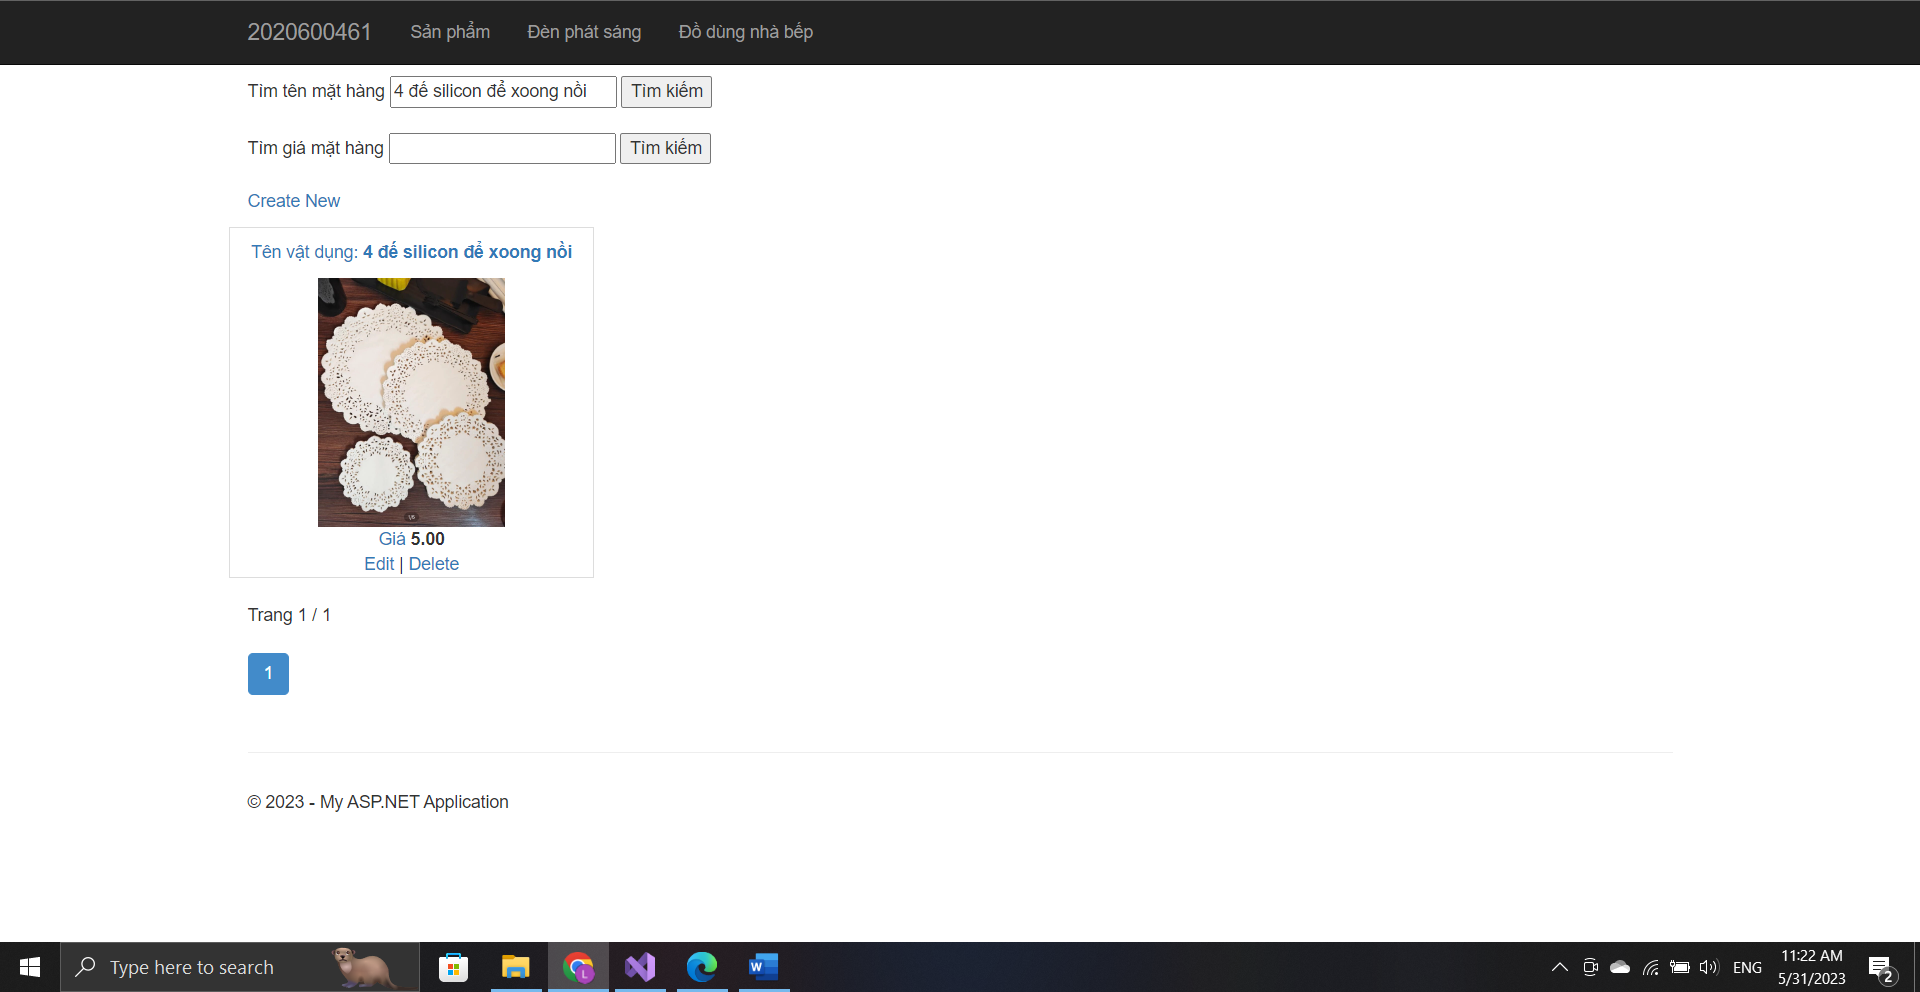 2020600461 Sản phẩm Đèn phát sáng Đồ dùng nhà bếp
Tìm tên mặt hàng 4 đế silicon để xoong nồi Tìm kiếm
Tìm giá mặt hàng Tìm kiếm
Create New
Tên vật dụng: 4 đế silicon để xoong nồi
1/5
Giá 5.00
Edit | Delete
Trang 1 / 1
1
© 2023 - My ASP.NET Application
Type here to search
L
W
ENG
11:22 AM
5/31/2023
2